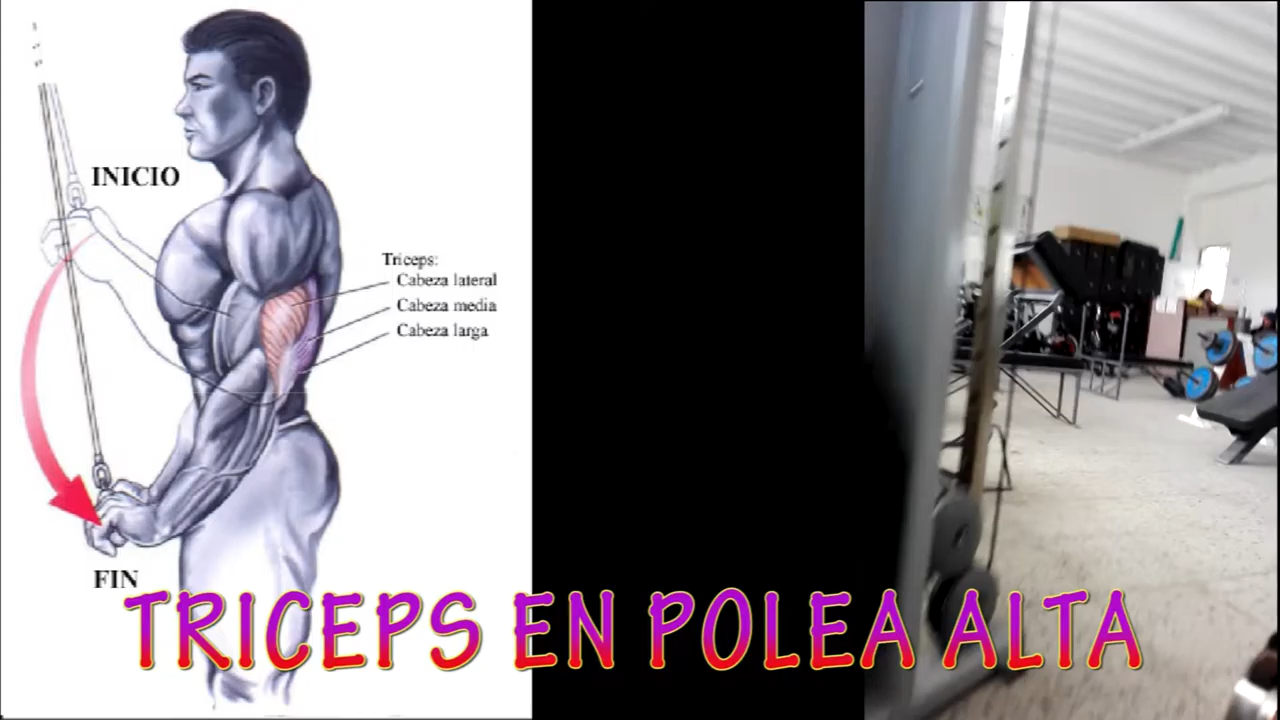 INICIO
Triceps:
Cabeza lateral
Cabeza media
Cabeza larga
FIN
TRICEPS EN POLEA ALTA